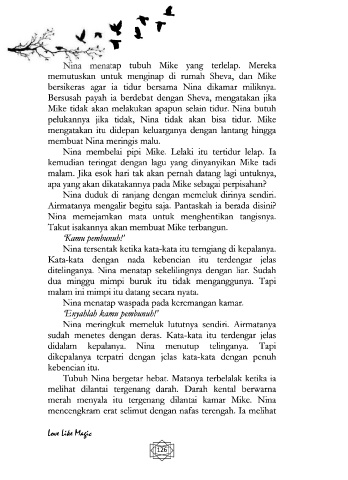 Nina menatap tubuh Mike yang terlelap. Mereka
memutuskan untuk menginap di rumah Sheva, dan Mike
bersikeras agar ia tidur bersama Nina dikamar miliknya.
Bersusah payah ia berdebat dengan Sheva, mengatakan jika
Mike tidak akan melakukan apapun selain tidur. Nina butuh
pelukannya jika tidak, Nina tidak akan bisa tidur. Mike
mengatakan itu didepan keluarganya dengan lantang hingga
membuat Nina meringis malu.
Nina membelai pipi Mike. Lelaki itu tertidur lelap. Ia
kemudian teringat dengan lagu yang dinyanyikan Mike tadi
malam. Jika esok hari tak akan pernah datang lagi untuknya,
apa yang akan dikatakannya pada Mike sebagai perpisahan?
Nina duduk di ranjang dengan memeluk dirinya sendiri.
Airmatanya mengalir begitu saja. Pantaskah ia berada disini?
Nina memejamkan mata untuk menghentikan tangisnya.
Takut isakannya akan membuat Mike terbangun.
'Kamu pembunuh!'
Nina tersentak ketika kata-kata itu terngiang di kepalanya.
Kata-kata dengan nada kebencian itu terdengar jelas
ditelinganya. Nina menatap sekelilingnya dengan liar. Sudah
dua minggu mimpi buruk itu tidak menganggunya. Tapi
malam ini mimpi itu datang secara nyata.
Nina menatap waspada pada keremangan kamar.
'Enyahlah kamu pembunuh!'
Nina meringkuk memeluk lututnya sendiri. Airmatanya
sudah menetes dengan deras. Kata-kata itu terdengar jelas
didalam kepalanya. Nina menutup telinganya. Tapi
dikepalanya terpatri dengan jelas kata-kata dengan penuh
kebencian itu.
Tubuh Nina bergetar hebat. Matanya terbelalak ketika ia
melihat dilantai tergenang darah. Darah kental berwarna
merah menyala itu tergenang dilantai kamar Mike. Nina
mencengkram erat selimut dengan nafas terengah. Ia melihat
Love Like Magic
126